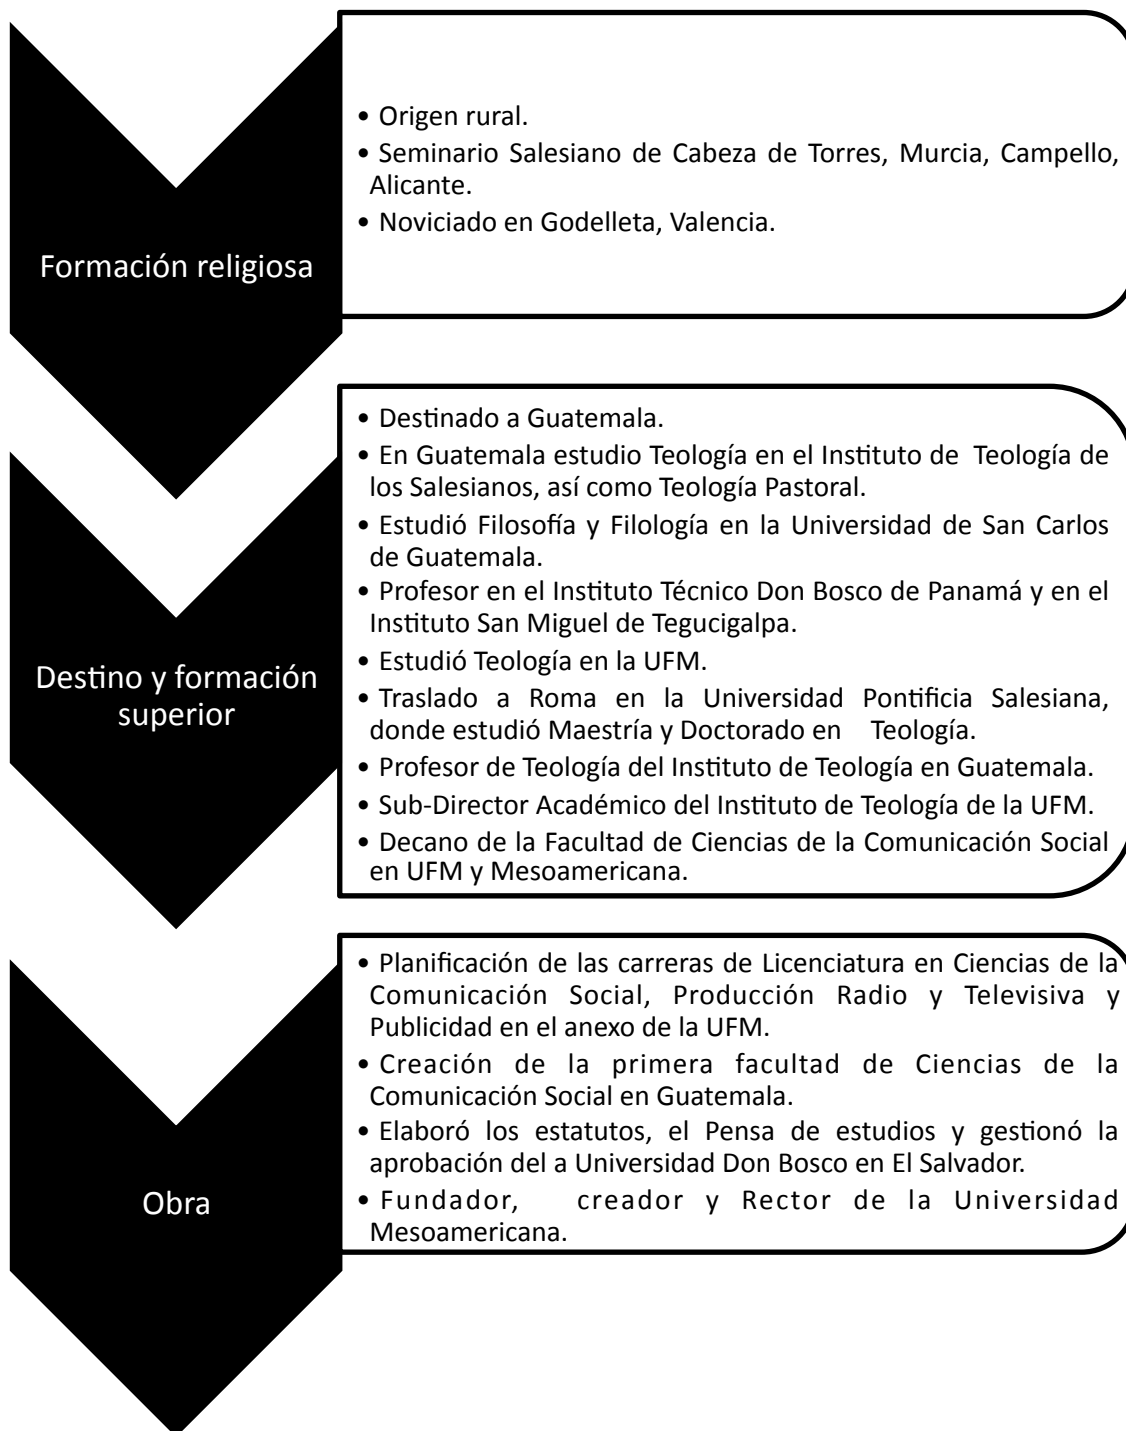 Formación religiosa
• Origen rural.
• Seminario Salesiano de Cabeza de Torres, Murcia, Campello,
Alicante.
• Noviciado en Godelleta, Valencia.
Destino y formación
superior
• Destinado a Guatemala.
• En Guatemala estudio Teología en el Instituto de Teología de
los Salesianos, así como Teología Pastoral.
• Estudió Filosofía y Filología en la Universidad de San Carlos
de Guatemala.
• Profesor en el Instituto Técnico Don Bosco de Panamá y en el
Instituto San Miguel de Tegucigalpa.
• Estudió Teología en la UFM.
• Traslado a Roma en la Universidad Pontificia Salesiana,
donde estudió Maestría y Doctorado en Teología.
• Profesor de Teología del Instituto de Teología en Guatemala.
• Sub-Director Académico del Instituto de Teología de la UFM.
• Decano de la Facultad de Ciencias de la Comunicación Social
en UFM y Mesoamericana.
Obra
• Planificación de las carreras de Licenciatura en Ciencias de la
Comunicación Social, Producción Radio y Televisiva y
Publicidad en el anexo de la UFM.
• Creación de la primera facultad de Ciencias de la
Comunicación Social en Guatemala.
• Elaboró los estatutos, el Pensa de estudios y gestionó la
aprobación del a Universidad Don Bosco en El Salvador.
• Fundador, creador y Rector de la Universidad
Mesoamericana.